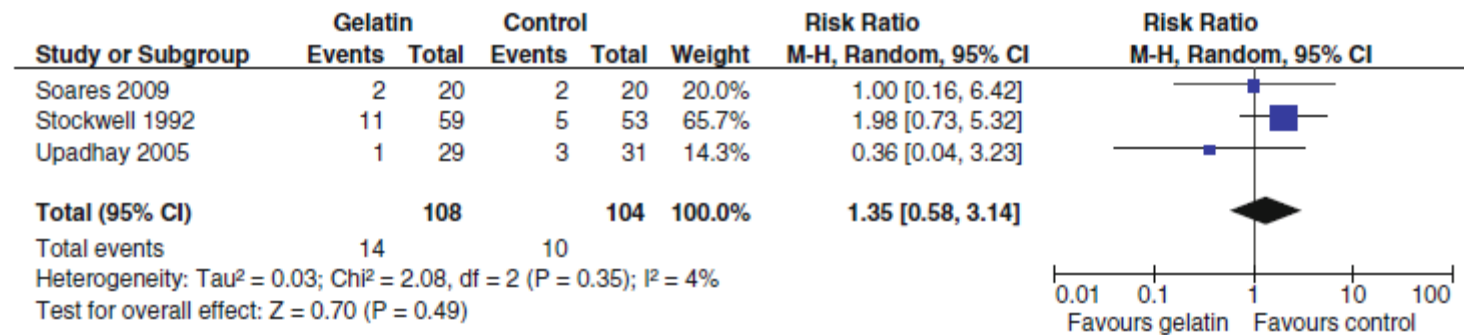 Gelatin Control Risk Ratio Risk Ratio
Study or Subgroup Events Total Events Total Weight M-H, Random, 95% CI M-H, Random, 95% CI
Soares 2009 2 20 2 20 20.0% 1.00 [0.16, 6.42]
Stockwell 1992 11 59 5 53 65.7% 1.98 [0.73, 5.32]
Upadhay 2005 1 29 3 31 14.3% 0.36 [0.04, 3.23]
Total (95% CI) 108 104 100.0% 1.35 [0.58, 3.14]
Total events 14 10
Heterogeneity: Tau² = 0.03; Chi² = 2.08, df = 2 (P = 0.35); I² = 4%
Test for overall effect: Z = 0.70 (P = 0.49)
0.01 0.1 1 10 100
Favours gelatin Favours control